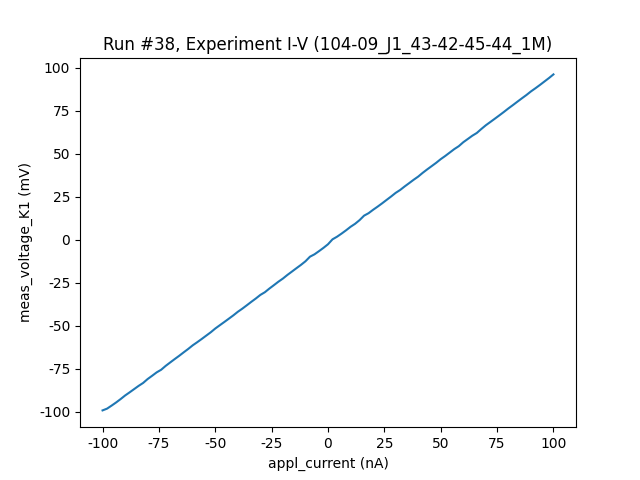 Run #38, Experiment I-V (104-09_J1_43-42-45-44_1M)
100
75
50
25
0
-25
-50
-75
-100
meas_voltage_K1 (mV)
-100 -75 -50 -25 0 25 50 75 100
appl_current (nA)